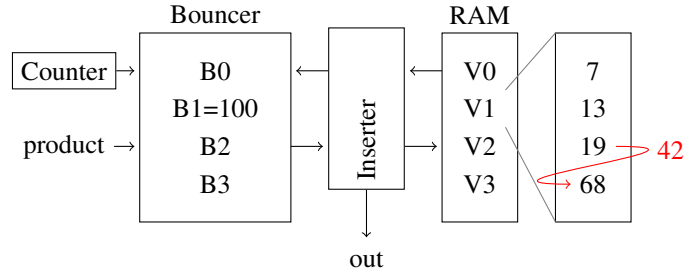 Bouncer
RAM
Counter
product
B0
B1=100
B2
B3
Inserter
out
V0
V1
V2
V3
7
13
19
68
42